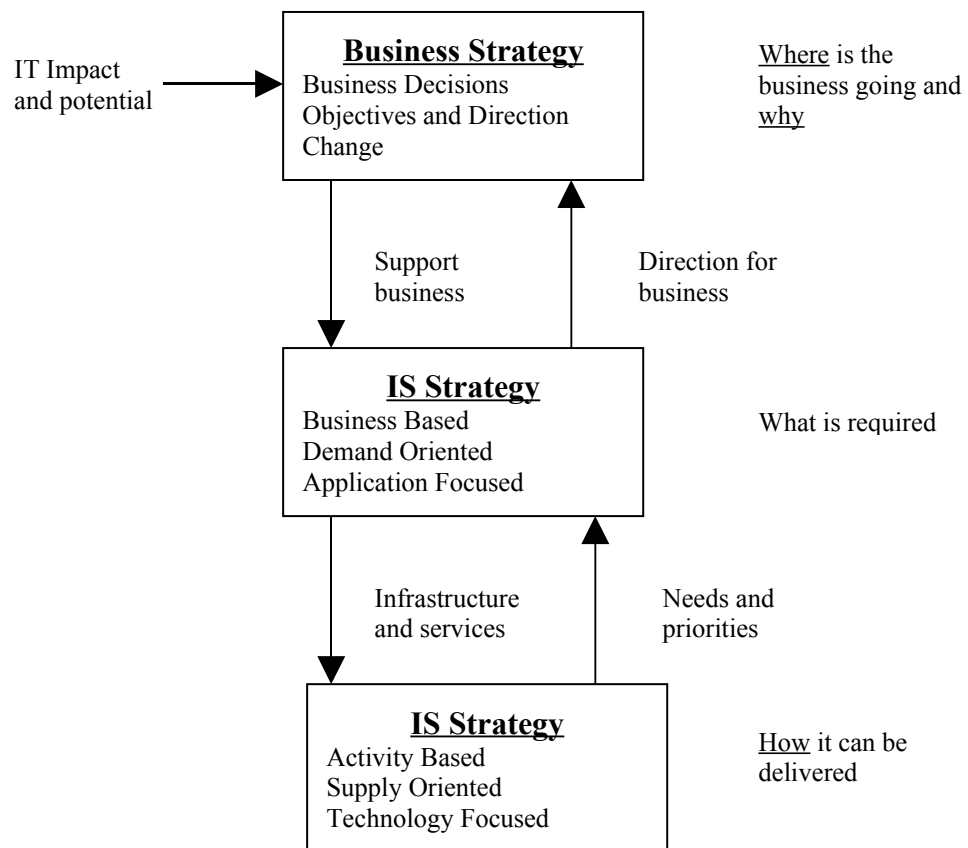 Business Strategy
IT Impact
and potential
Business Decisions
Objectives and Direction
Change
Where is the
business going and
why
Support
business
Direction for
business
IS Strategy
Business Based
Demand Oriented
Application Focused
What is required
Infrastructure
and services
Needs and
priorities
IS Strategy
Activity Based
Supply Oriented
Technology Focused
How it can be
delivered